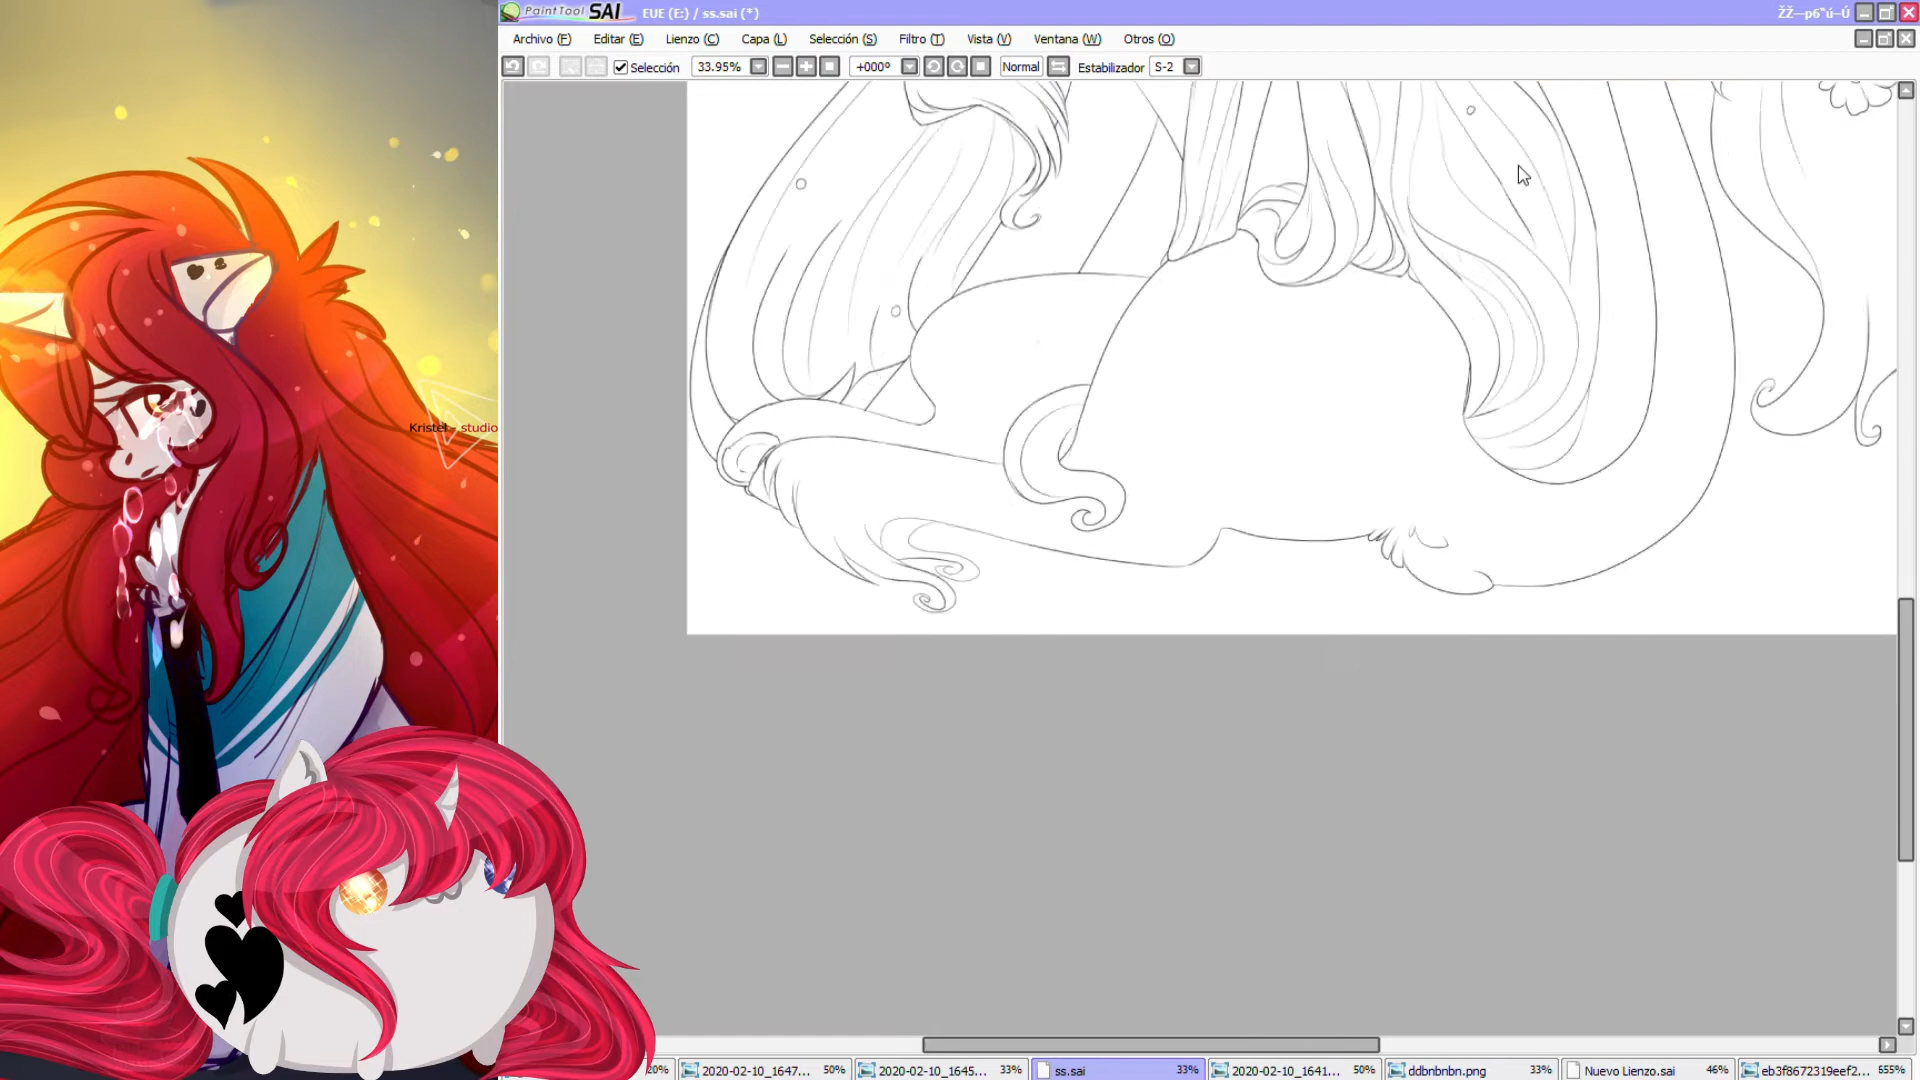 PaintTool SAI EUE (E:) / ss.sai (*)
Archivo (F) Editar (E) Lienzo (C) Capa (L) Selección (S) Filtro (T) Vista (V) Ventana (W) Otros (O)
Selección 33.95% +000º Normal Estabilizador S-2
Kristel - studio
20% 2020-02-10_1647... 50% 2020-02-10_1645... 33% ss.sai 33% 2020-02-10_1641... 50% ddbnbnbn.png 33% Nuevo Lienzo.sai 46% eb3f8672319eef2... 655%